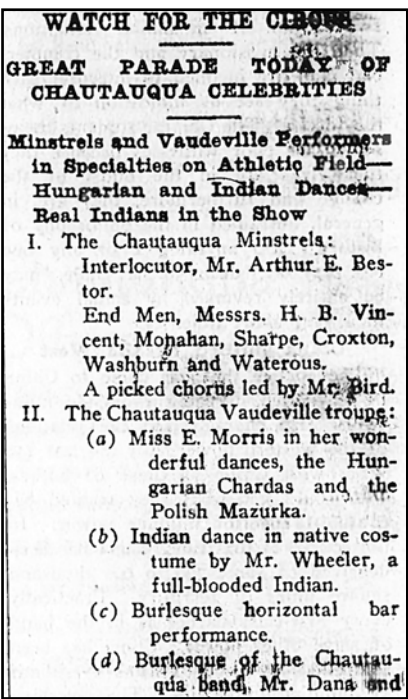 WATCH FOR THE CIRCUS
GREAT PARADE TODAY OF
CHAUTAUQUA CELEBRITIES
Minstrels and Vaudeville Performers
in Specialities on Athletic Field—
Hungarian and Indian Dances—
Real Indians in the Show
I. The Chautauqua Minstrels:
Interlocutor, Mr. Arthur E. Bes-
tor.
End Men, Messrs. H. B. Vin-
cent, Monahan, Sharpe, Croxton,
Washburn and Waterous.
A picked chorus led by Mr. Bird.
II. The Chautauqua Vaudeville troupe:
(a) Miss E. Morris in her won-
derful dances, the Hun-
garian Chardas and the
Polish Mazurka.
(b) Indian dance in native cos-
tume by Mr. Wheeler, a
full-blooded Indian.
(c) Burlesque horizontal bar
performance.
(d) Burlesque of the Chautau-
qua band, Mr. Dana and